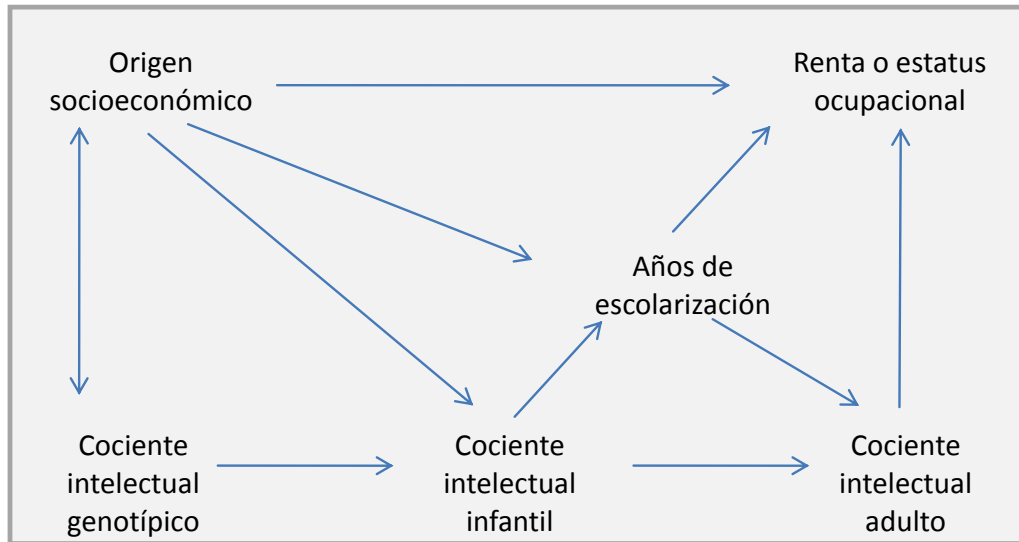 Origen
socioeconómico
Renta o estatus
ocupacional
Años de
escolarización
Cociente
intelectual
genotípico
Cociente
intelectual
infantil
Cociente
intelectual
adulto